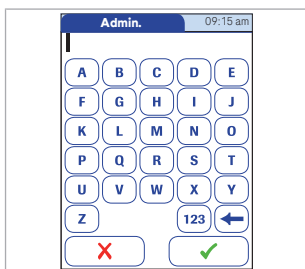 Admin. 09:15 am
A B C D E
F G H I J
K L M N O
P Q R S T
U V W X Y
Z 123